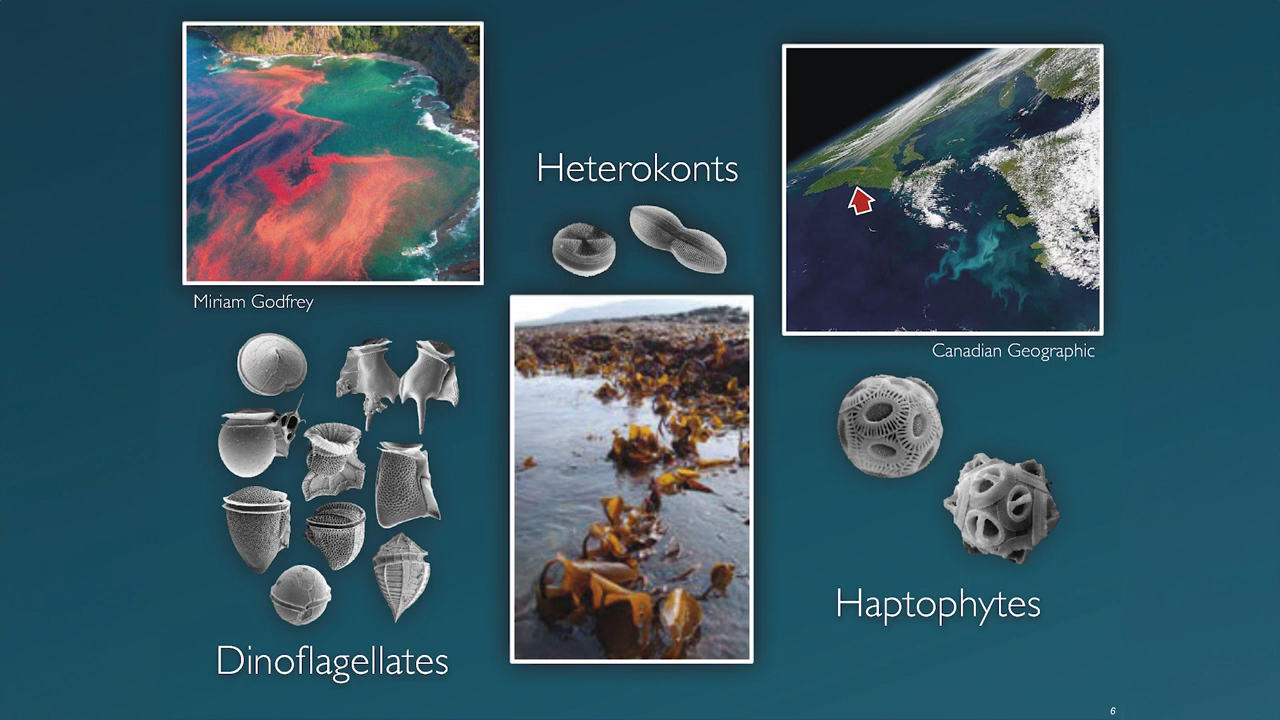 Heterokonts
Miriam Godfrey
Canadian Geographic
Haptophytes
Dinoflagellates
6